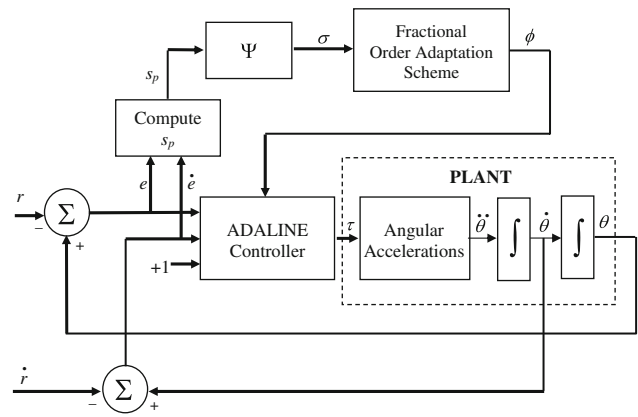 Fractional
Order Adaptation
Scheme
Ψ
σ
ϕ
s_p
Compute
s_p
e
ė
PLANT
r
Σ
−
+
ADALINE
Controller
+1
τ
Angular
Accelerations
θ̈
∫
θ̇
∫
θ
ṙ
Σ
−
+